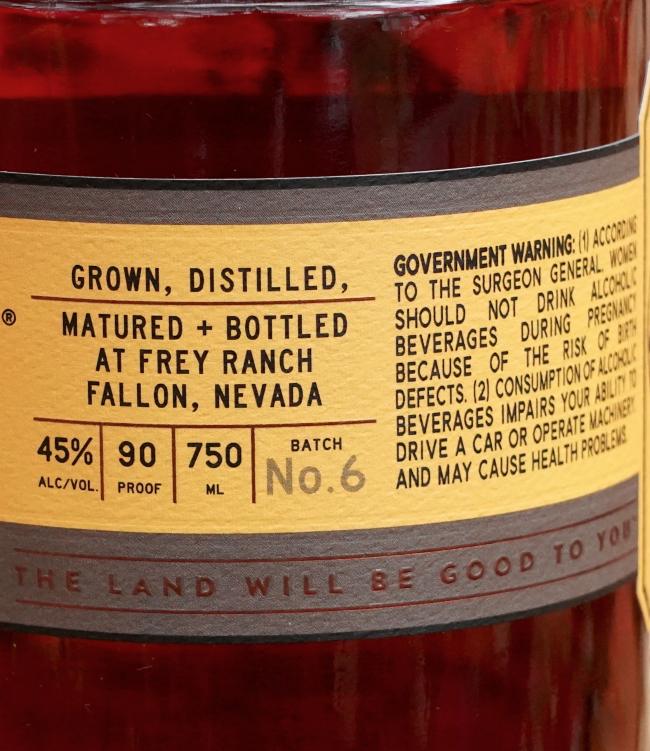 ®
GROWN, DISTILLED,
MATURED + BOTTLED
AT FREY RANCH
FALLON, NEVADA
45% ALC/VOL.
90 PROOF
750 ML
BATCH No.6
GOVERNMENT WARNING: (1) ACCORDING
TO THE SURGEON GENERAL, WOMEN
SHOULD NOT DRINK ALCOHOLIC
BEVERAGES DURING PREGNANCY
BECAUSE OF THE RISK OF BIRTH
DEFECTS. (2) CONSUMPTION OF ALCOHOLIC
BEVERAGES IMPAIRS YOUR ABILITY TO
DRIVE A CAR OR OPERATE MACHINERY,
AND MAY CAUSE HEALTH PROBLEMS.
THE LAND WILL BE GOOD TO YOU